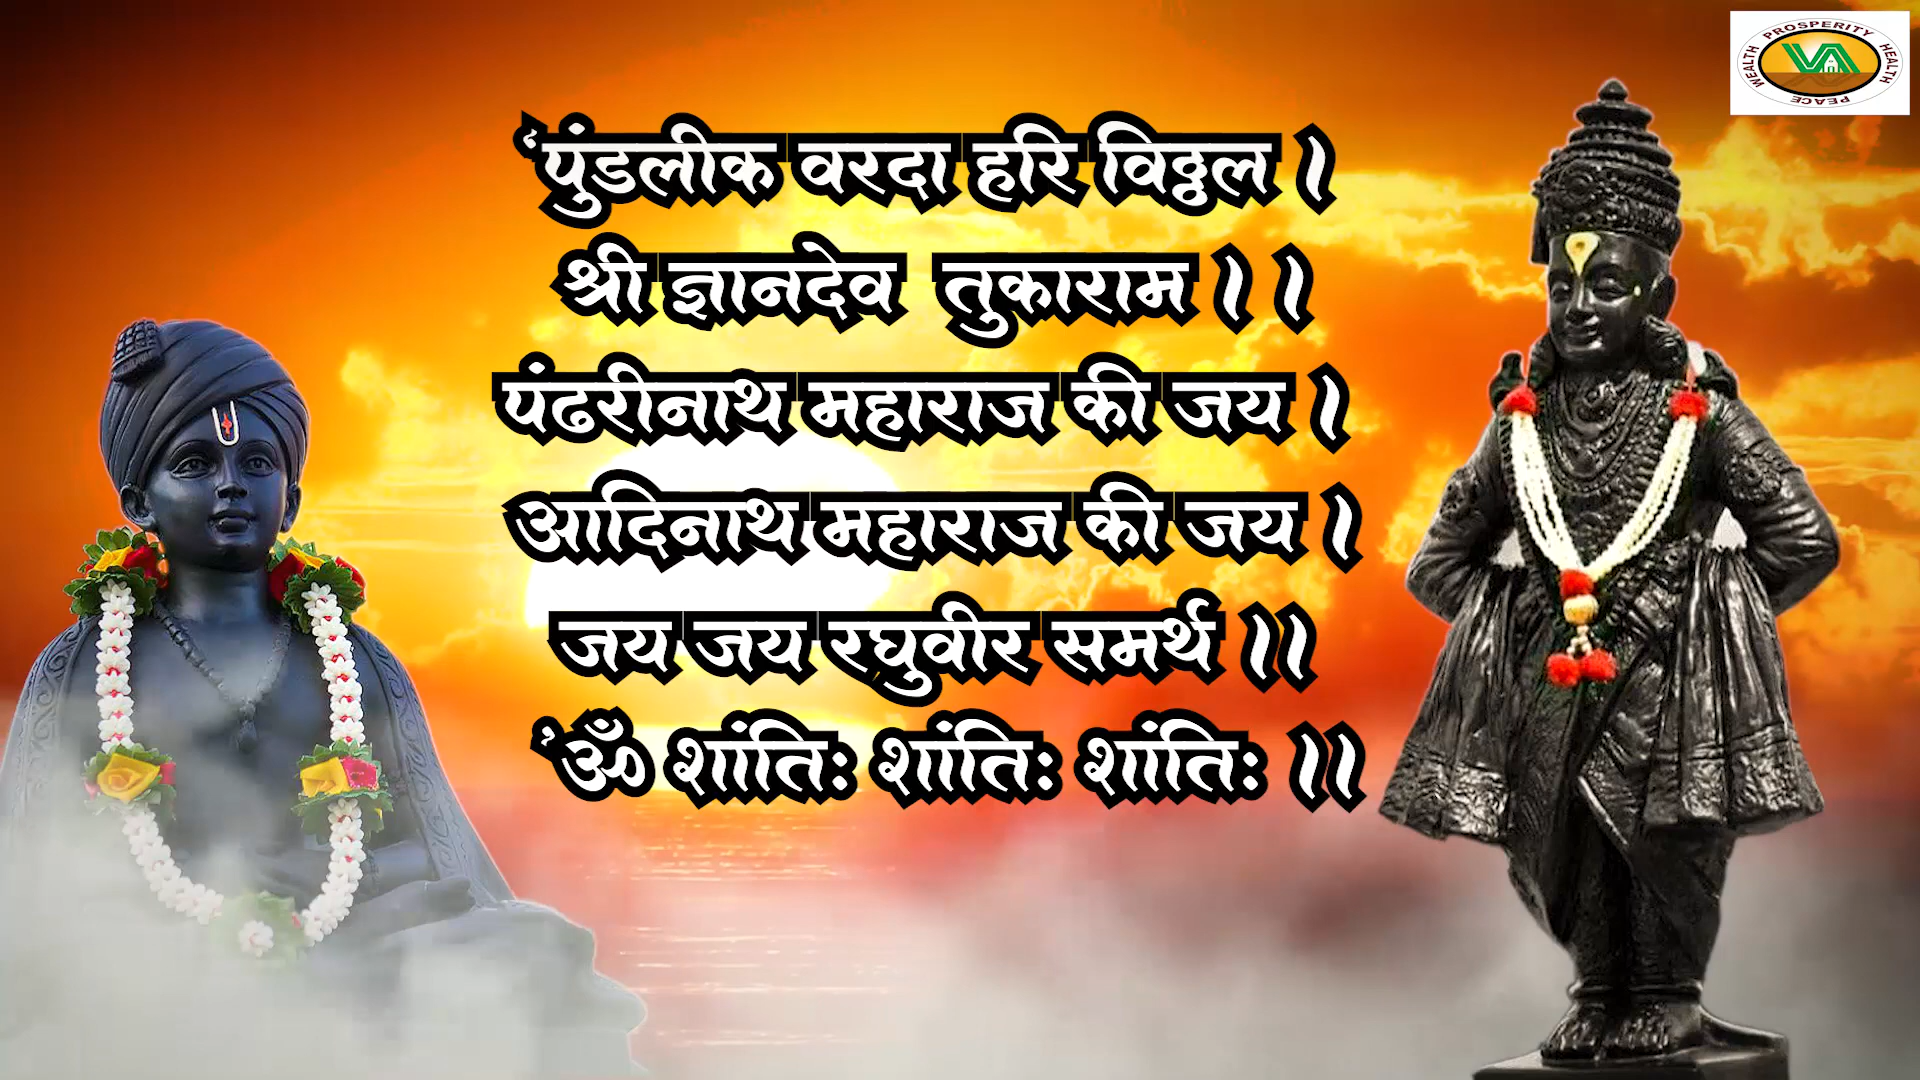 ‘पुंडलीक वरदा हरि विठ्ठल ।
श्री ज्ञानदेव तुकाराम । ।
पंढरीनाथ महाराज की जय ।
आदिनाथ महाराज की जय ।
जय जय रघुवीर समर्थ ।।
’ॐ शांतिः शांतिः शांतिः ।।
WEALTH PROSPERITY HEALTH PEACE
VA